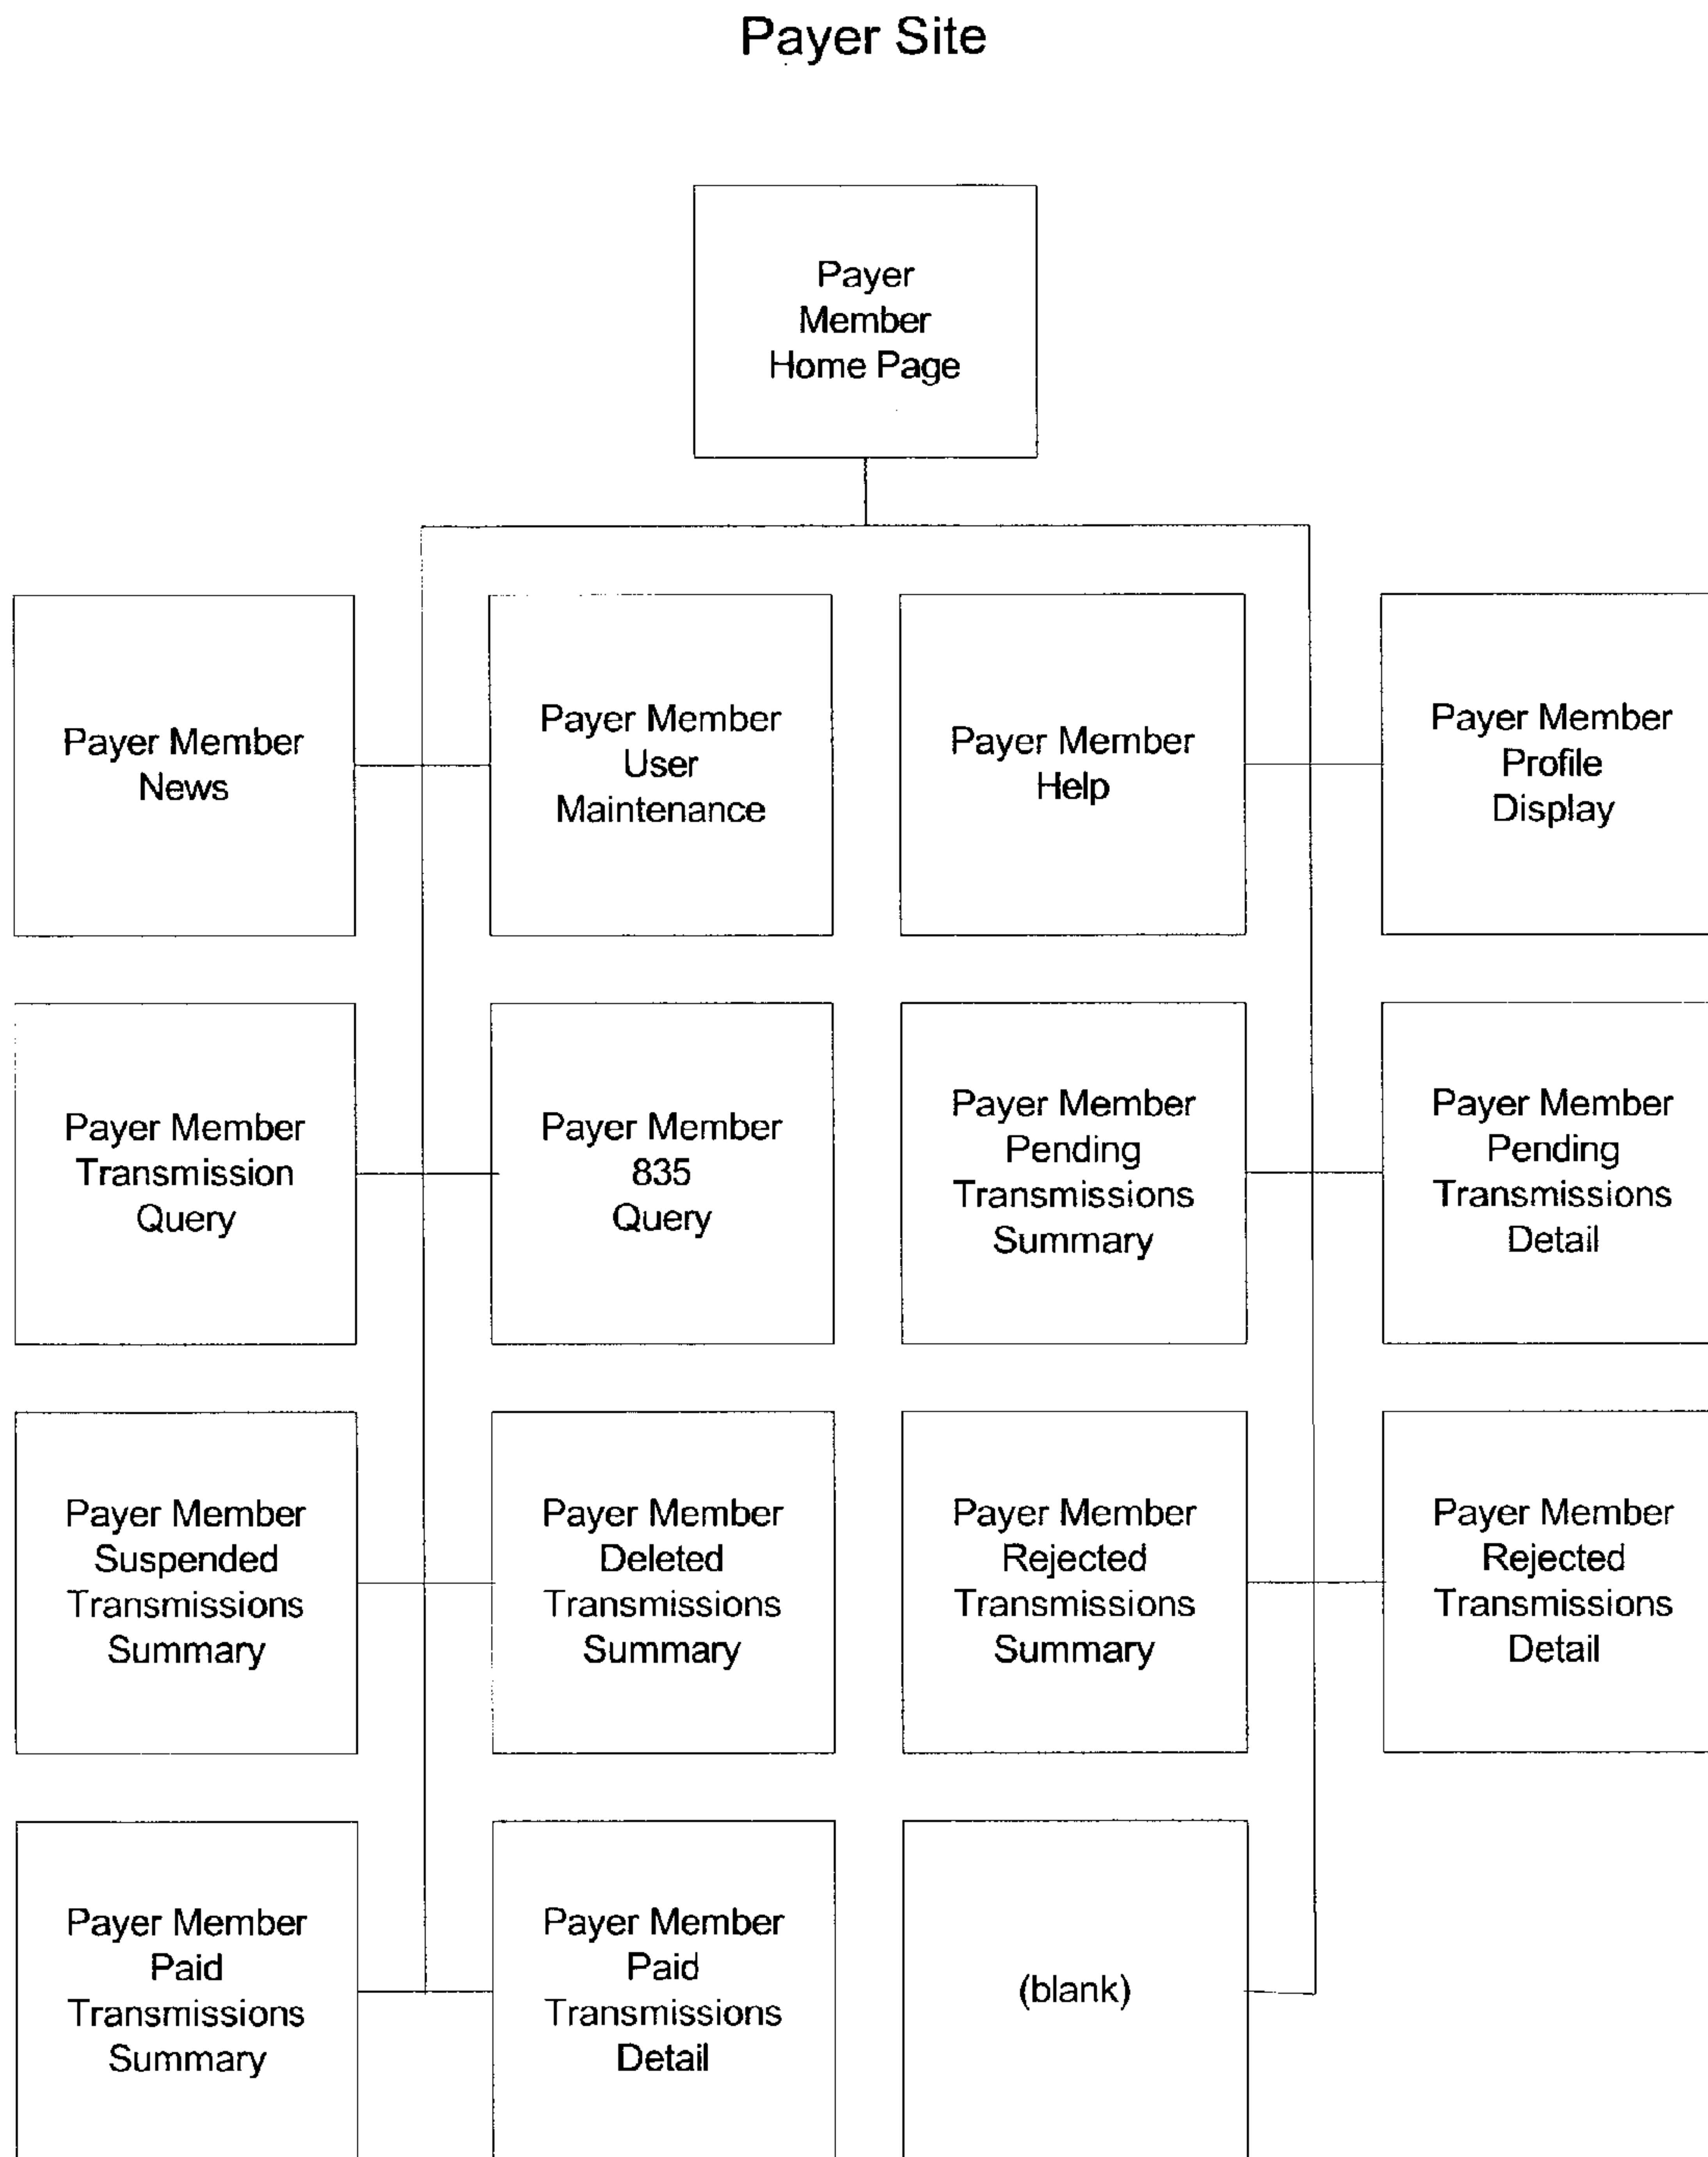 Payer Site
Payer
Member
Home Page
Payer Member
News
Payer Member
User
Maintenance
Payer Member
Help
Payer Member
Profile
Display
Payer Member
Transmission
Query
Payer Member
835
Query
Payer Member
Pending
Transmissions
Summary
Payer Member
Pending
Transmissions
Detail
Payer Member
Suspended
Transmissions
Summary
Payer Member
Deleted
Transmissions
Summary
Payer Member
Rejected
Transmissions
Summary
Payer Member
Rejected
Transmissions
Detail
Payer Member
Paid
Transmissions
Summary
Payer Member
Paid
Transmissions
Detail
(blank)